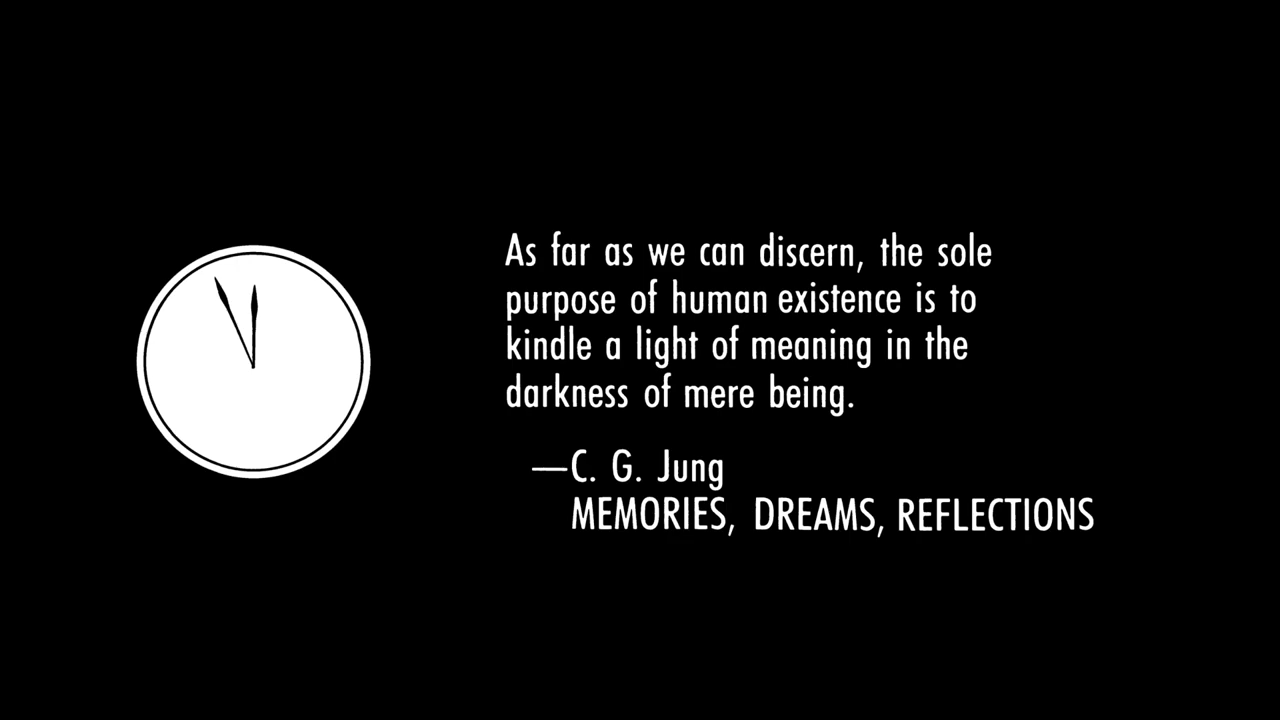 As far as we can discern, the sole
purpose of human existence is to
kindle a light of meaning in the
darkness of mere being.
—C. G. Jung
MEMORIES, DREAMS, REFLECTIONS